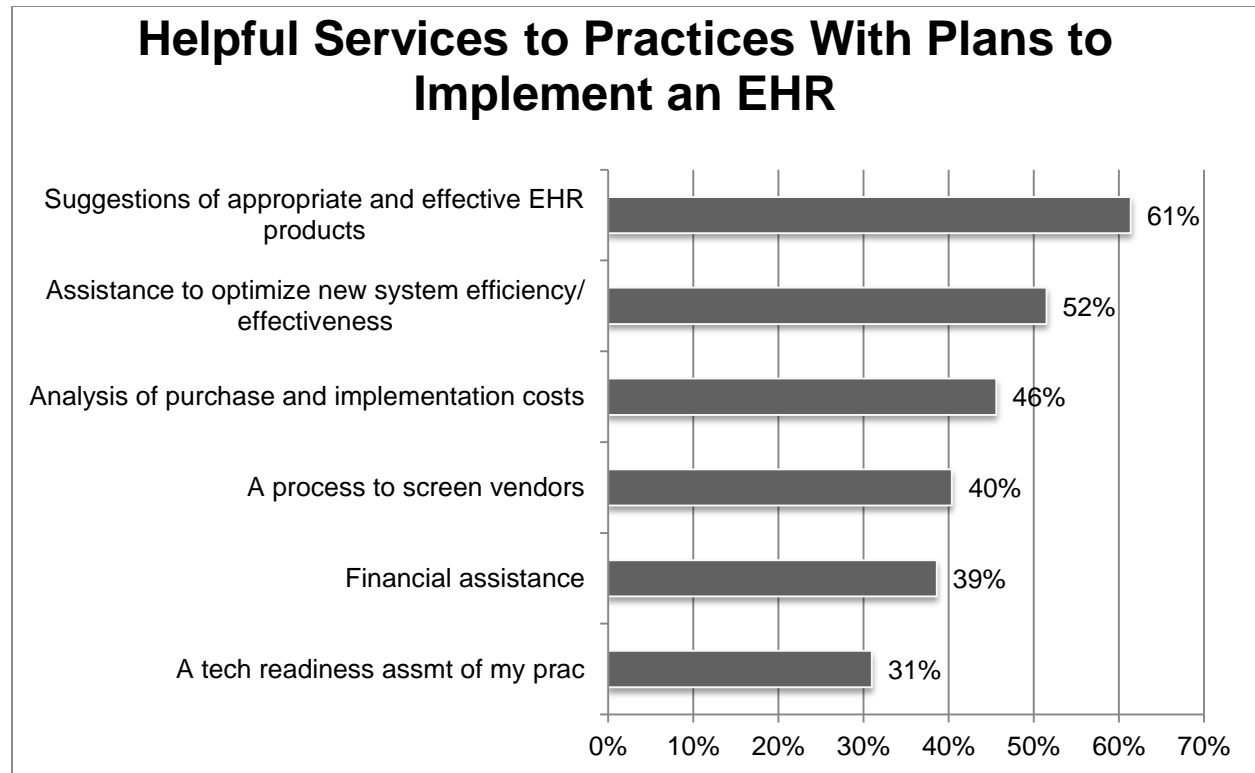 Helpful Services to Practices With Plans to
Implement an EHR
Suggestions of appropriate and effective EHR
products
61%
Assistance to optimize new system efficiency/
effectiveness
52%
Analysis of purchase and implementation costs
46%
A process to screen vendors
40%
Financial assistance
39%
A tech readiness assmt of my prac
31%
0% 10% 20% 30% 40% 50% 60% 70%